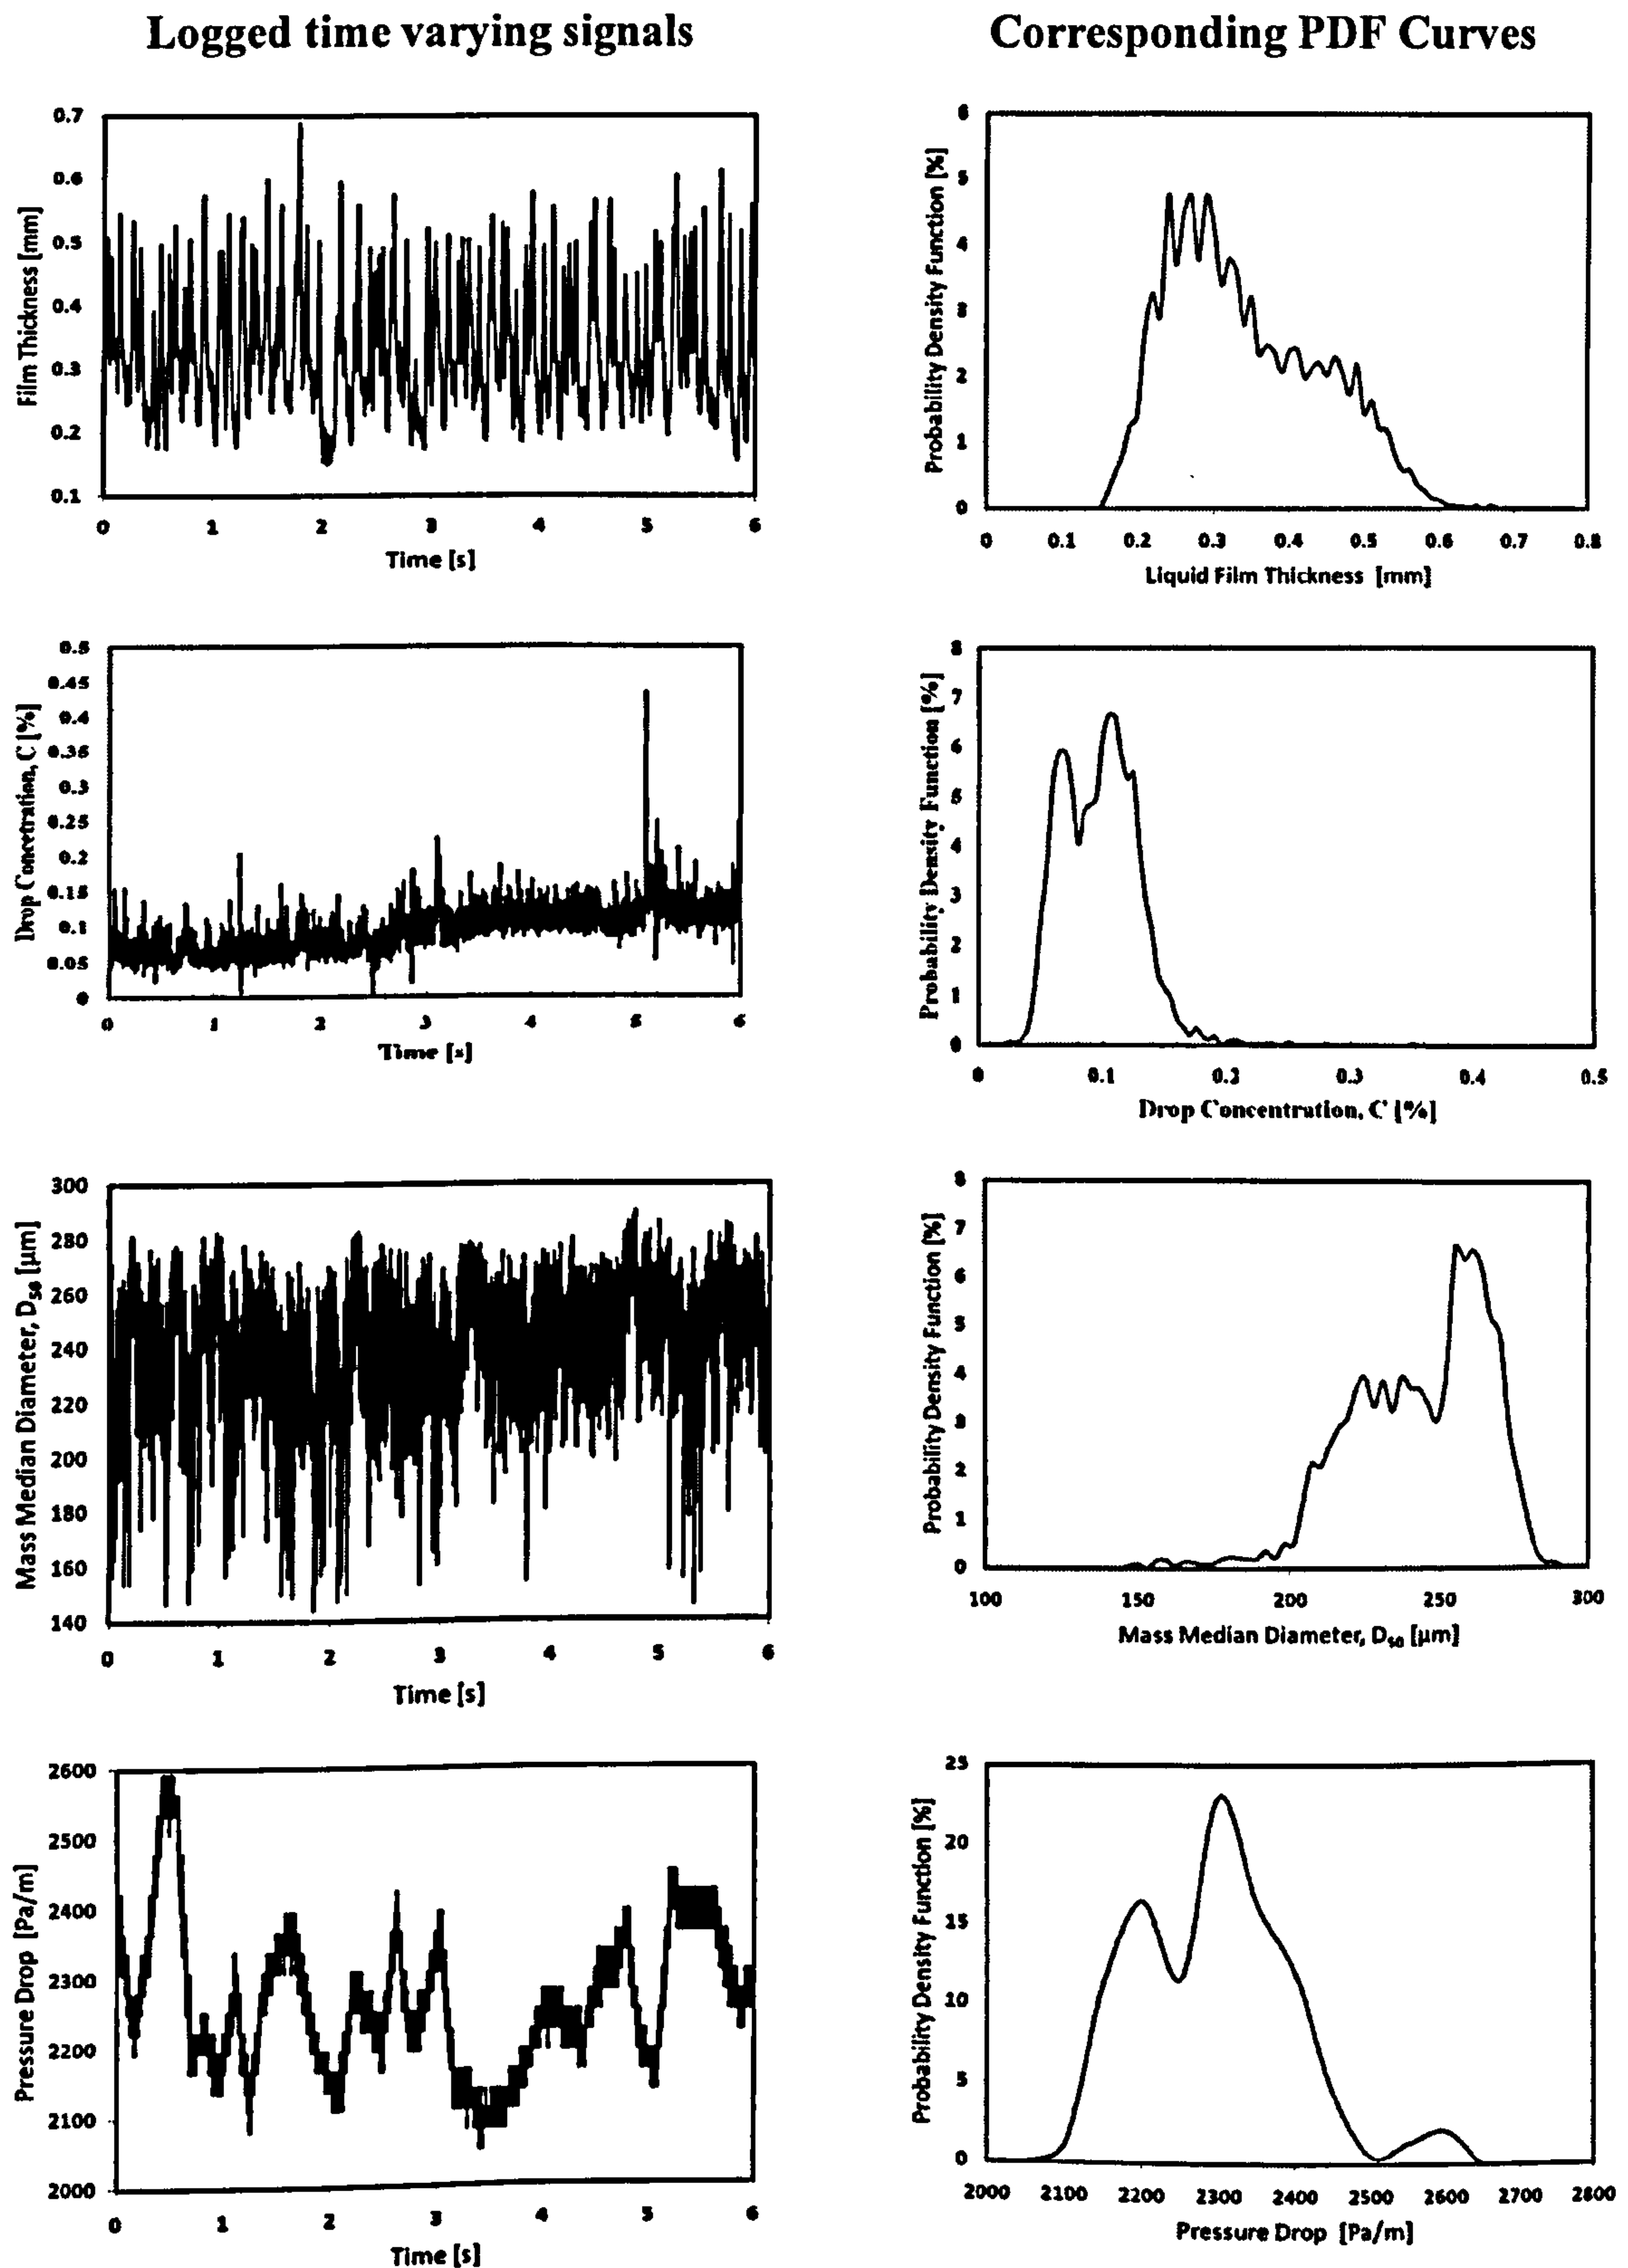 Logged time varying signals
Corresponding PDF Curves
Film Thickness [mm]
0.7
0.6
0.5
0.4
0.3
0.2
0.1
0 1 2 3 4 5 6
Time [s]
Probability Density Function [%]
6
5
4
3
2
1
0
0 0.1 0.2 0.3 0.4 0.5 0.6 0.7 0.8
Liquid Film Thickness [mm]
Drop Concetration, C [%]
0.5
0.45
0.4
0.35
0.3
0.25
0.2
0.15
0.1
0.05
0
0 1 2 3 4 5 6
Time [s]
Probability Density Function [%]
8
7
6
5
4
3
2
1
0
0 0.1 0.2 0.3 0.4 0.5
Drop Concentration, C [%]
Mass Median Diameter, D50 [µm]
300
280
260
240
220
200
180
160
140
0 1 2 3 4 5 6
Time [s]
Probability Density Function [%]
8
7
6
5
4
3
2
1
0
100 150 200 250 300
Mass Median Diameter, D50 [µm]
Pressure Drop [Pa/m]
2600
2500
2400
2300
2200
2100
2000
0 1 2 3 4 5 6
Time [s]
Probability Density Function [%]
25
20
15
10
5
0
2000 2100 2200 2300 2400 2500 2600 2700 2800
Pressure Drop [Pa/m]